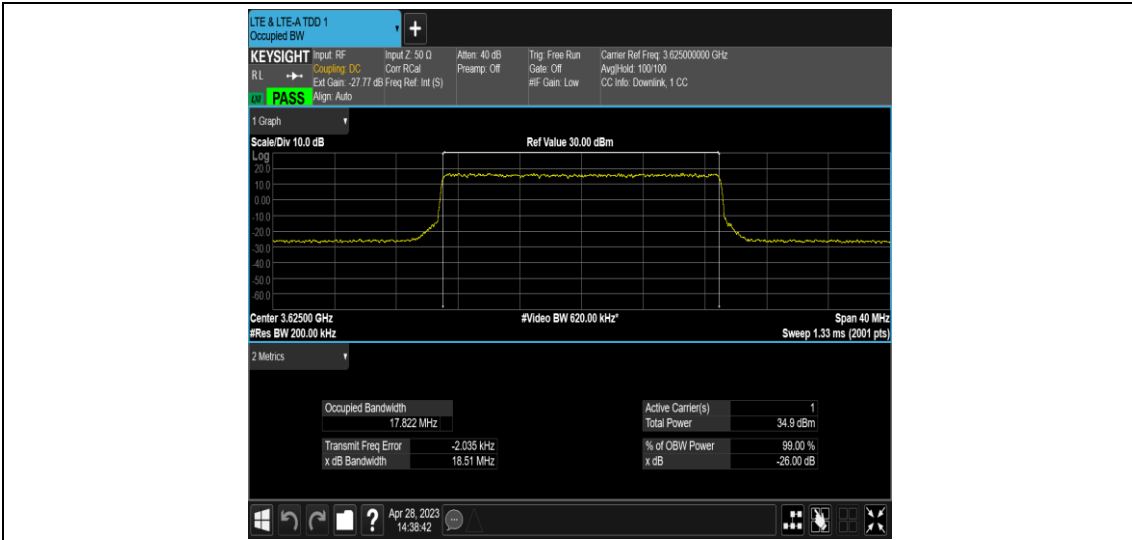 LTE & LTE-A TDD 1
Occupied BW
KEYSIGHT
RL
LM
PASS
Input: RF
Coupling: DC
Ext Gain: -27.77 dB
Align: Auto
Input Z: 50 Ω
Corr RCal
Freq Ref: Int (S)
Atten: 40 dB
Preamp: Off
Trig: Free Run
Gate: Off
#IF Gain: Low
Carrier Ref Freq: 3.625000000 GHz
Avg|Hold: 100/100
CC Info: Downlink, 1 CC
1 Graph
Scale/Div 10.0 dB
Ref Value 30.00 dBm
Log
20.0
10.0
0.00
-10.0
-20.0
-30.0
-40.0
-50.0
-60.0
Center 3.62500 GHz
#Video BW 620.00 kHz*
Span 40 MHz
#Res BW 200.00 kHz
Sweep 1.33 ms (2001 pts)
2 Metrics
Occupied Bandwidth
17.822 MHz
Transmit Freq Error -2.035 kHz
x dB Bandwidth 18.51 MHz
Active Carrier(s) 1
Total Power 34.9 dBm
% of OBW Power 99.00 %
x dB -26.00 dB
?
Apr 28, 2023
14:38:42